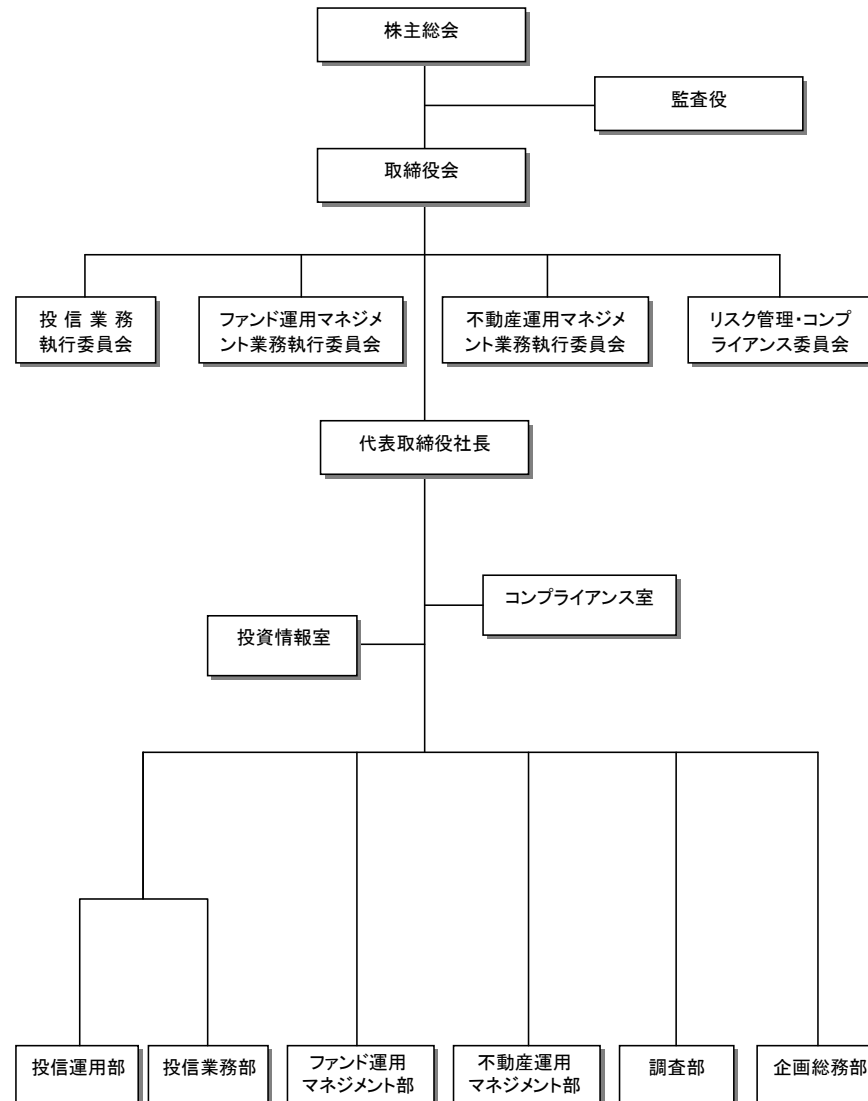 株主総会
監査役
取締役会
投信業務
執行委員会
ファンド運用マネジメ
ント業務執行委員会
不動産運用マネジメ
ント業務執行委員会
リスク管理・コンプ
ライアンス委員会
代表取締役社長
コンプライアンス室
投資情報室
投信運用部
投信業務部
ファンド運用
マネジメント部
不動産運用
マネジメント部
調査部
企画総務部